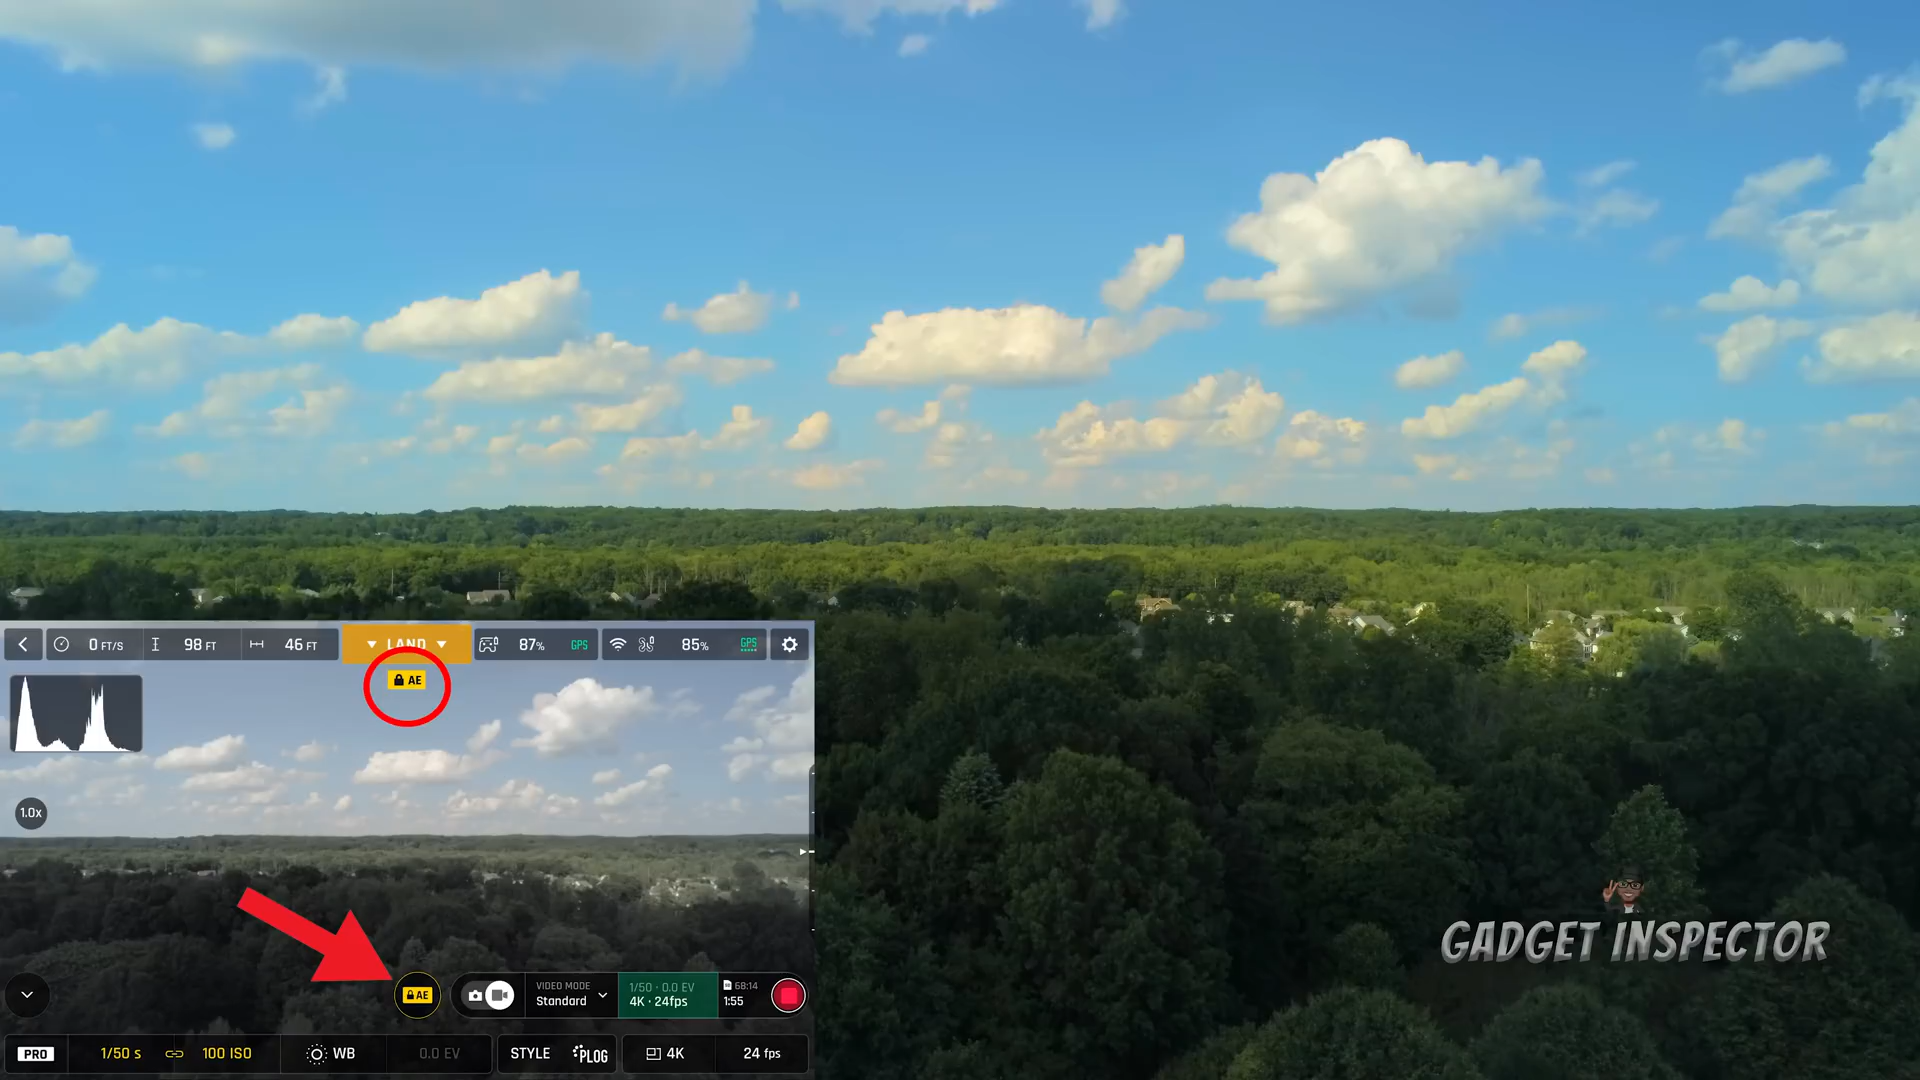 0 FT/S 98 FT 46 FT LAND 87% GPS 85% GPS
AE
1.0x
AE
VIDEO MODE
Standard
1/50 · 0.0 EV
4K · 24fps
68:14
1:55
PRO 1/50 s 100 ISO WB 0.0 EV STYLE PLOG 4K 24 fps
GADGET INSPECTOR